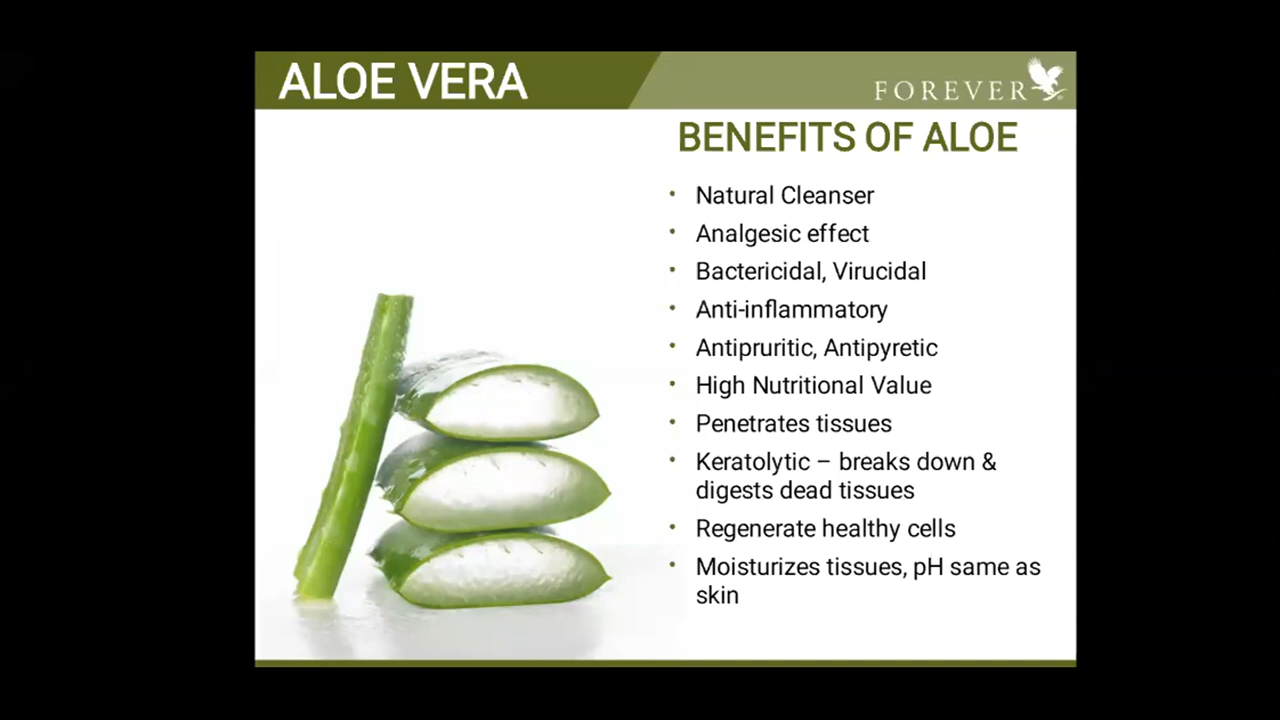 ALOE VERA
FOREVER
BENEFITS OF ALOE
• Natural Cleanser
• Analgesic effect
• Bactericidal, Virucidal
• Anti-inflammatory
• Antipruritic, Antipyretic
• High Nutritional Value
• Penetrates tissues
• Keratolytic – breaks down &
digests dead tissues
• Regenerate healthy cells
• Moisturizes tissues, pH same as
skin